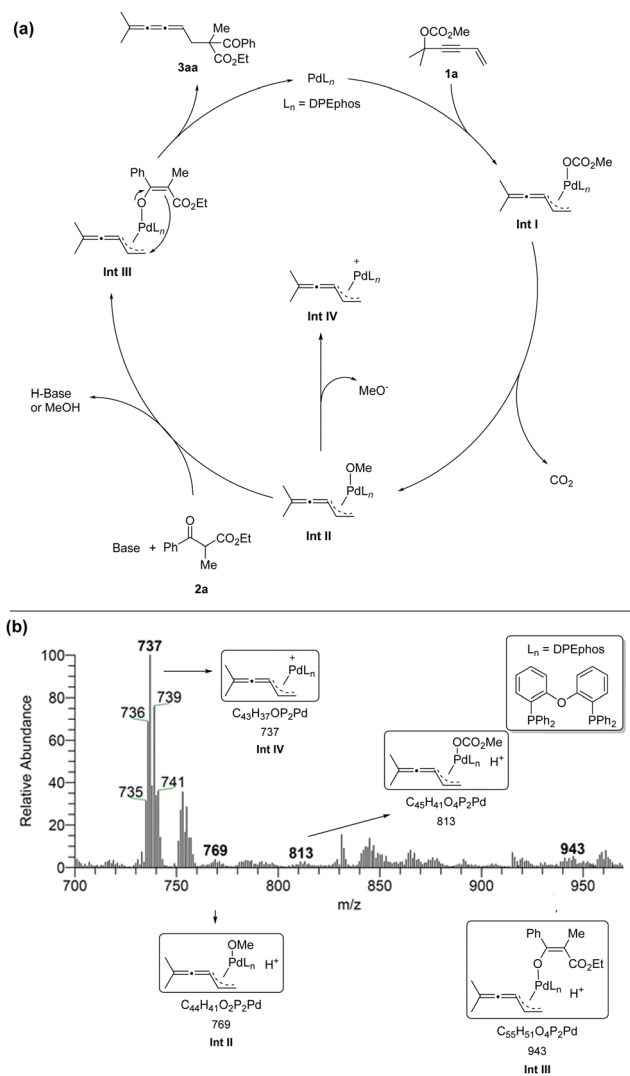 (a)
Me
COPh
CO2Et
3aa
PdLn
Ln = DPEphos
OCO2Me
1a
OCO2Me
PdLn
Int I
Ph
Me
O
CO2Et
PdLn
Int III
+
PdLn
Int IV
MeO-
H-Base
or MeOH
CO2
OMe
PdLn
Int II
Base +
O
Ph
CO2Et
Me
2a
(b)
Relative Abundance
100
80
60
40
20
0
737
736
739
735
741
769
813
943
700
750
800
850
900
950
m/z
+
PdLn
C43H37OP2Pd
737
Int IV
Ln = DPEphos
O
PPh2
PPh2
OCO2Me
PdLn H+
C45H41O4P2Pd
813
OMe
PdLn H+
C44H41O2P2Pd
769
Int II
Ph
Me
O
CO2Et
PdLn
H+
C55H51O4P2Pd
943
Int III